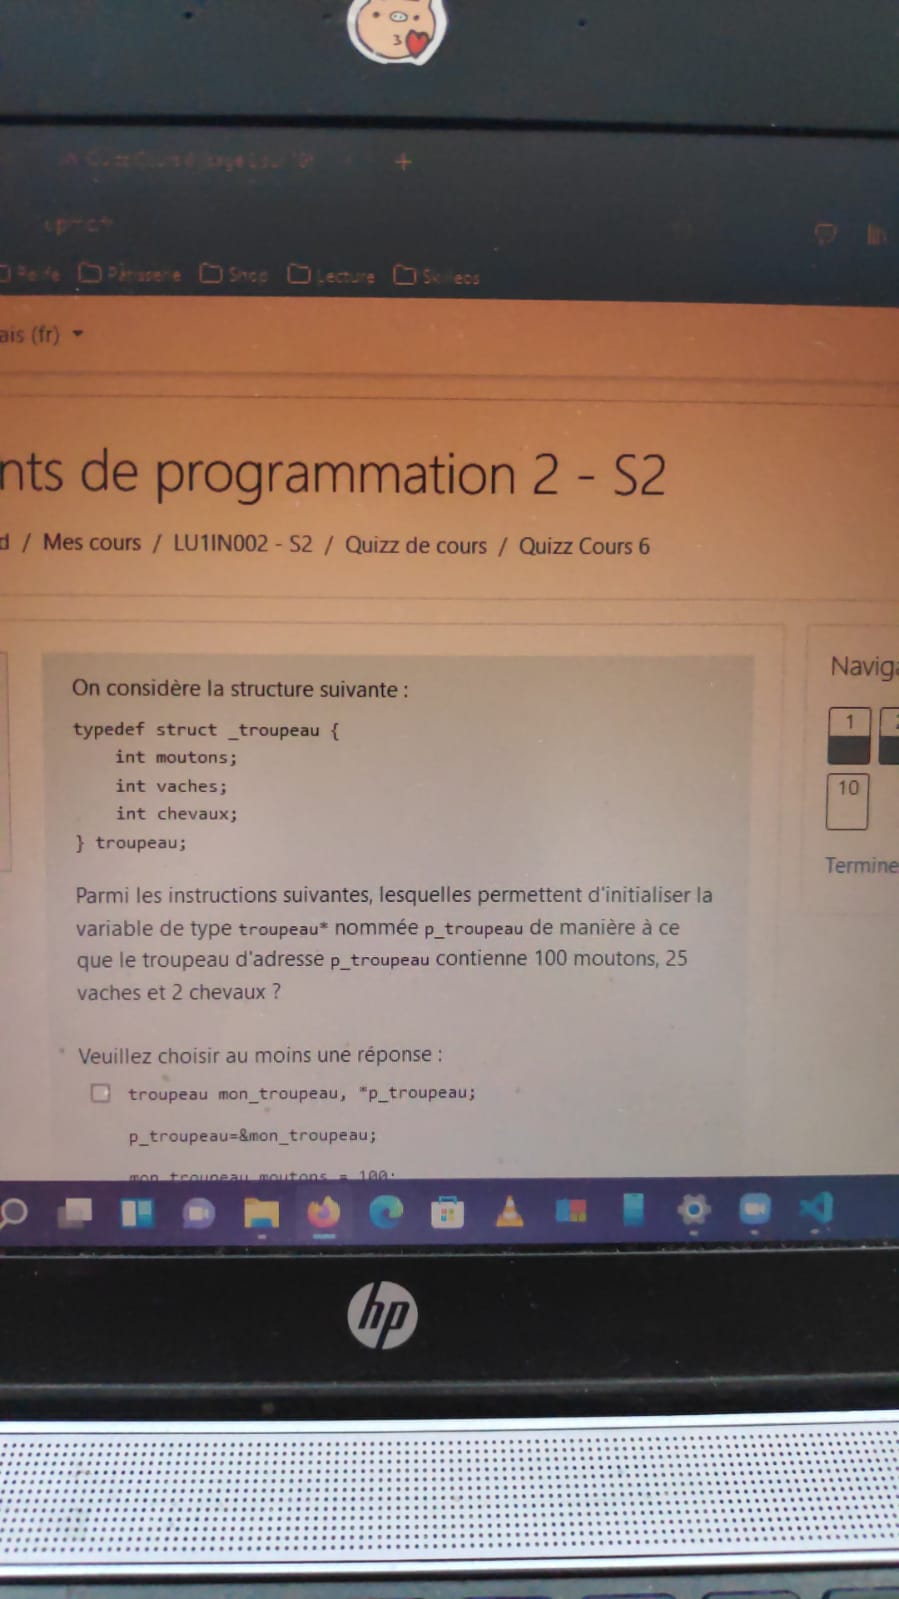 +
Shop
Lecture
ais (fr)
nts de programmation 2 - S2
d / Mes cours / LU1IN002 - S2 / Quizz de cours / Quizz Cours 6
On considère la structure suivante :
typedef struct _troupeau {
int moutons;
int vaches;
int chevaux;
} troupeau;
Parmi les instructions suivantes, lesquelles permettent d'initialiser la
variable de type troupeau* nommée p_troupeau de manière à ce
que le troupeau d'adresse p_troupeau contienne 100 moutons, 25
vaches et 2 chevaux ?
Veuillez choisir au moins une réponse :
troupeau mon_troupeau, *p_troupeau;
p_troupeau=&mon_troupeau;
mon_troupeau.moutons = 100;
Naviga
1
10
Termine
hp